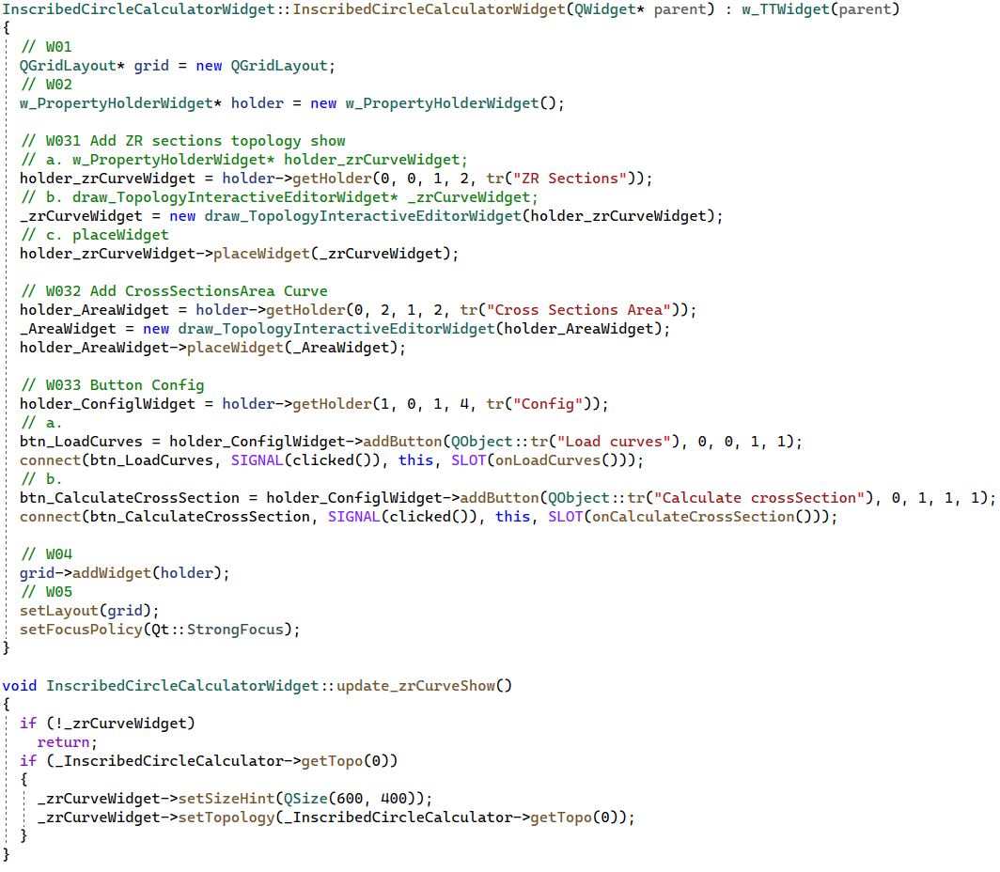 InscribedCircleCalculatorWidget::InscribedCircleCalculatorWidget(QWidget* parent) : w_TTWidget(parent)
{
  // W01
  QGridLayout* grid = new QGridLayout;
  // W02
  w_PropertyHolderWidget* holder = new w_PropertyHolderWidget();

  // W031 Add ZR sections topology show
  // a. w_PropertyHolderWidget* holder_zrCurveWidget;
  holder_zrCurveWidget = holder->getHolder(0, 0, 1, 2, tr("ZR Sections"));
  // b. draw_TopologyInteractiveEditorWidget* _zrCurveWidget;
  _zrCurveWidget = new draw_TopologyInteractiveEditorWidget(holder_zrCurveWidget);
  // c. placeWidget
  holder_zrCurveWidget->placeWidget(_zrCurveWidget);

  // W032 Add CrossSectionsArea Curve
  holder_AreaWidget = holder->getHolder(0, 2, 1, 2, tr("Cross Sections Area"));
  _AreaWidget = new draw_TopologyInteractiveEditorWidget(holder_AreaWidget);
  holder_AreaWidget->placeWidget(_AreaWidget);

  // W033 Button Config
  holder_ConfiglWidget = holder->getHolder(1, 0, 1, 4, tr("Config"));
  // a.
  btn_LoadCurves = holder_ConfiglWidget->addButton(QObject::tr("Load curves"), 0, 0, 1, 1);
  connect(btn_LoadCurves, SIGNAL(clicked()), this, SLOT(onLoadCurves()));
  // b.
  btn_CalculateCrossSection = holder_ConfiglWidget->addButton(QObject::tr("Calculate crossSection"), 0, 1, 1, 1);
  connect(btn_CalculateCrossSection, SIGNAL(clicked()), this, SLOT(onCalculateCrossSection()));

  // W04
  grid->addWidget(holder);
  // W05
  setLayout(grid);
  setFocusPolicy(Qt::StrongFocus);
}

void InscribedCircleCalculatorWidget::update_zrCurveShow()
{
  if (!_zrCurveWidget)
    return;
  if (_InscribedCircleCalculator->getTopo(0))
  {
    _zrCurveWidget->setSizeHint(QSize(600, 400));
    _zrCurveWidget->setTopology(_InscribedCircleCalculator->getTopo(0));
  }
}